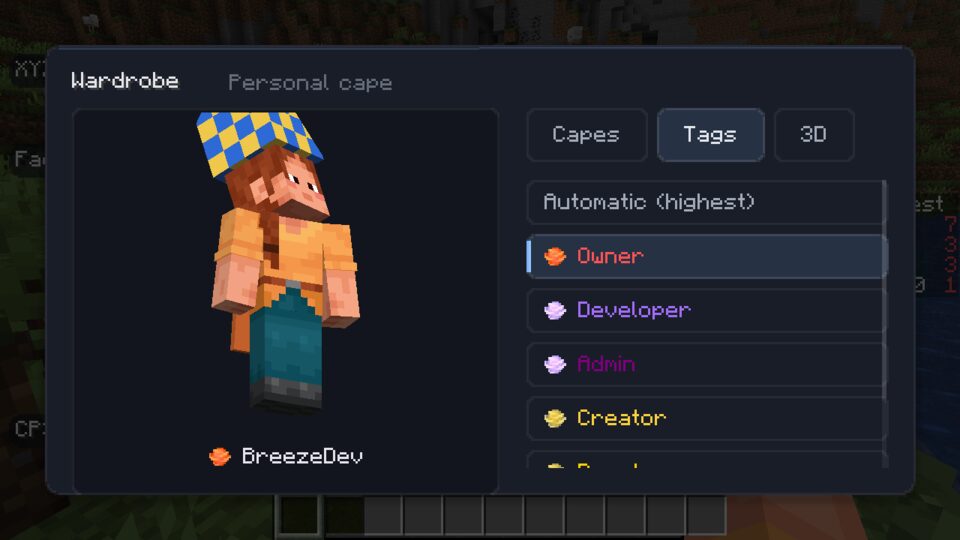 Wardrobe
Personal cape
Capes
Tags
3D
Automatic (highest)
Owner
Developer
Admin
Creator
BreezeDev